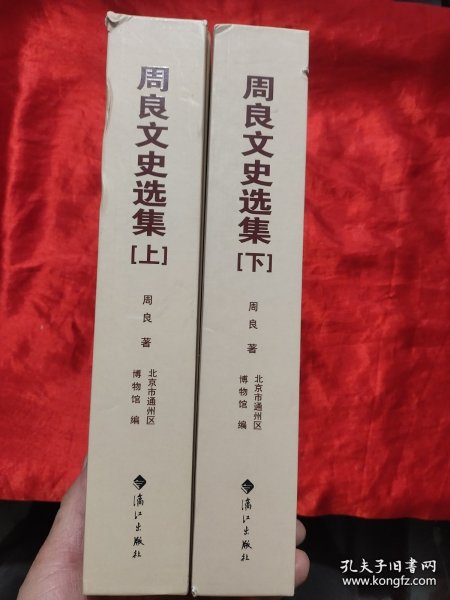 周良文史选集
[上]
周良 著
北京市通州区
博物馆 编
漓江出版社
周良文史选集
[下]
周良 著
北京市通州区
博物馆 编
漓江出版社
孔夫子旧书网
www.kongfz.com